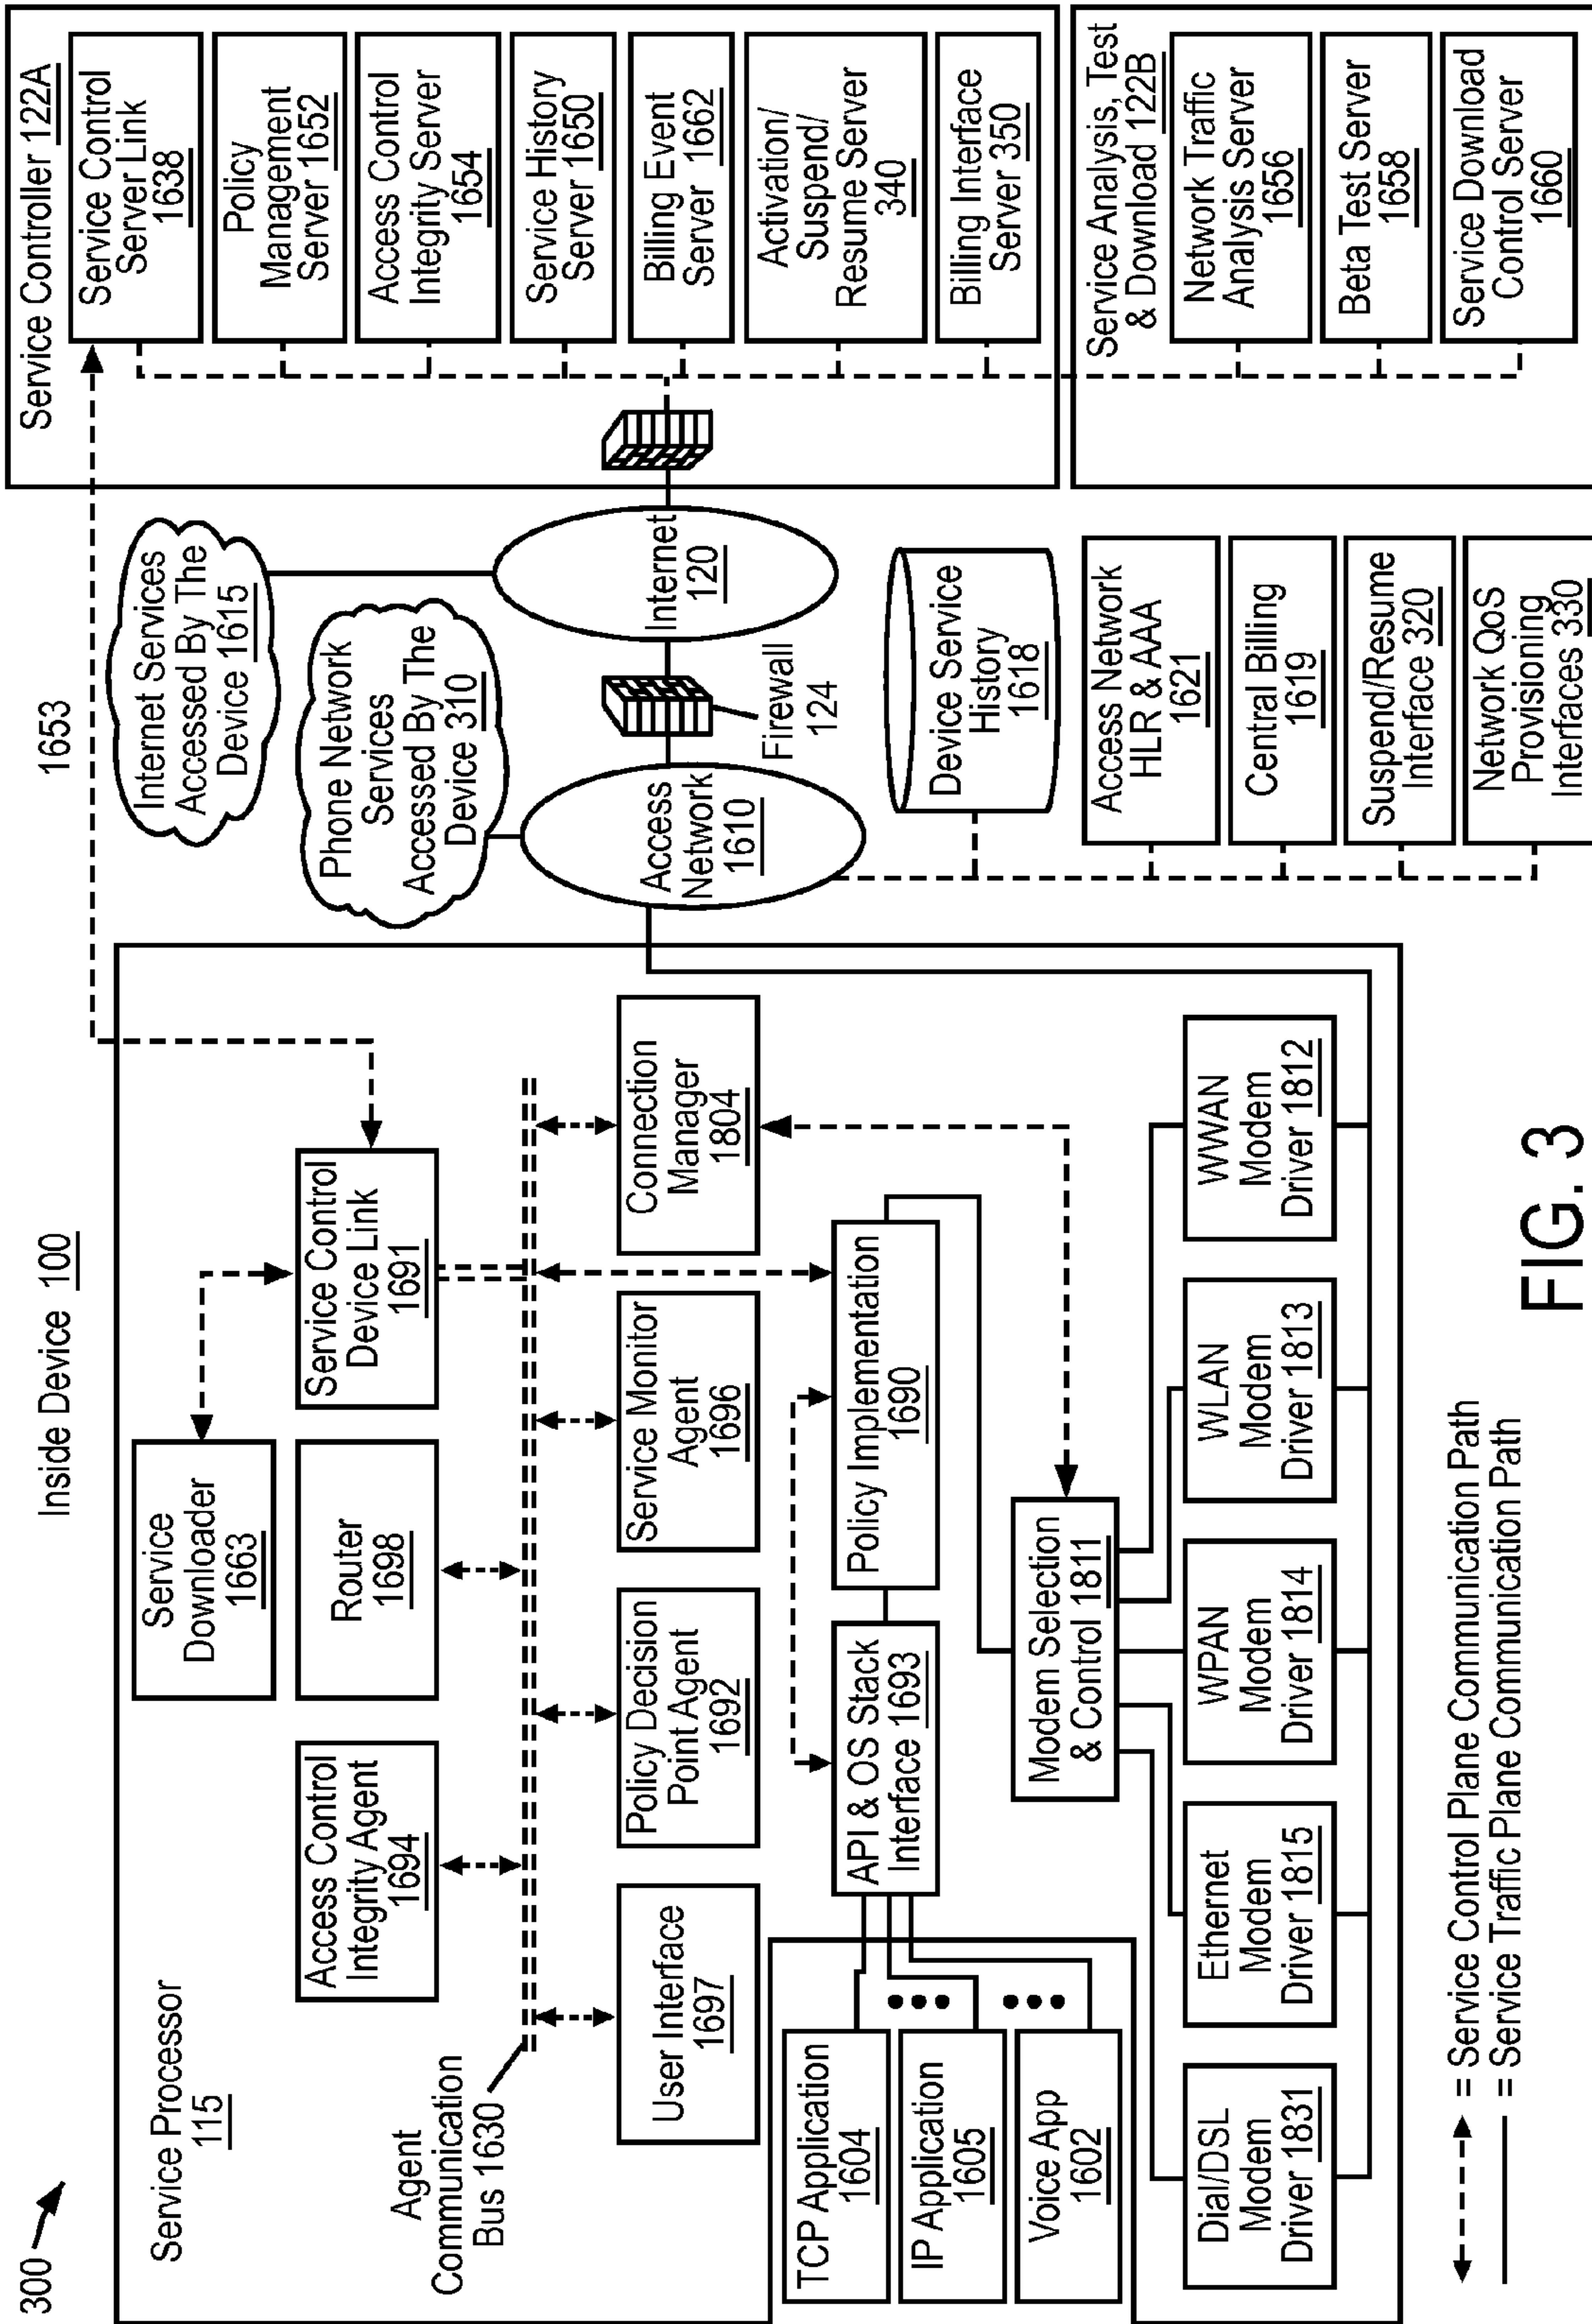 300
Inside Device 100
Service Processor
115
Agent
Communication
Bus 1630
Access Control
Integrity Agent
1694
Router
1698
Service
Downloader
1663
Service Control
Device Link
1691
User Interface
1697
Policy Decision
Point Agent
1692
Service Monitor
Agent
1696
Connection
Manager
1804
TCP Application
1604
IP Application
1605
Voice App
1602
API & OS Stack
Interface 1693
Policy Implementation
1690
Modem Selection
& Control 1811
Dial/DSL
Modem
Driver 1831
Ethernet
Modem
Driver 1815
WPAN
Modem
Driver 1814
WLAN
Modem
Driver 1813
WWAN
Modem
Driver 1812
1653
Internet Services
Accessed By The
Device 1615
Phone Network
Services
Accessed By The
Device 310
Access
Network
1610
Firewall
124
Internet
120
Device Service
History
1618
Access Network
HLR & AAA
1621
Central Billing
1619
Suspend/Resume
Interface 320
Network QoS
Provisioning
Interfaces 330
Service Controller 122A
Service Control
Server Link
1638
Policy
Management
Server 1652
Access Control
Integrity Server
1654
Service History
Server 1650
Billing Event
Server 1662
Activation/
Suspend/
Resume Server
340
Billing Interface
Server 350
Service Analysis, Test
& Download 122B
Network Traffic
Analysis Server
1656
Beta Test Server
1658
Service Download
Control Server
1660
= Service Control Plane Communication Path
= Service Traffic Plane Communication Path
FIG. 3